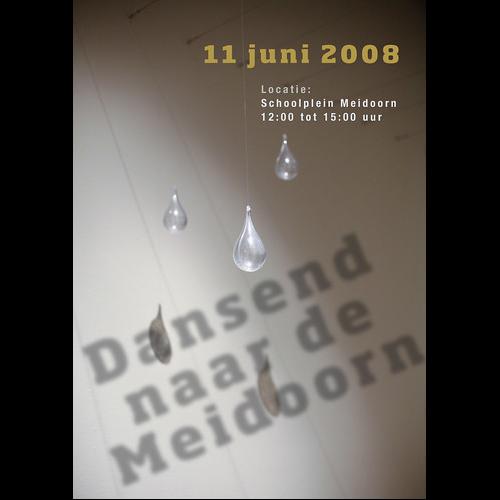 11 juni 2008
Locatie:
Schoolplein Meidoorn
12:00 tot 15:00 uur
Dansend
naar de
Meidoorn